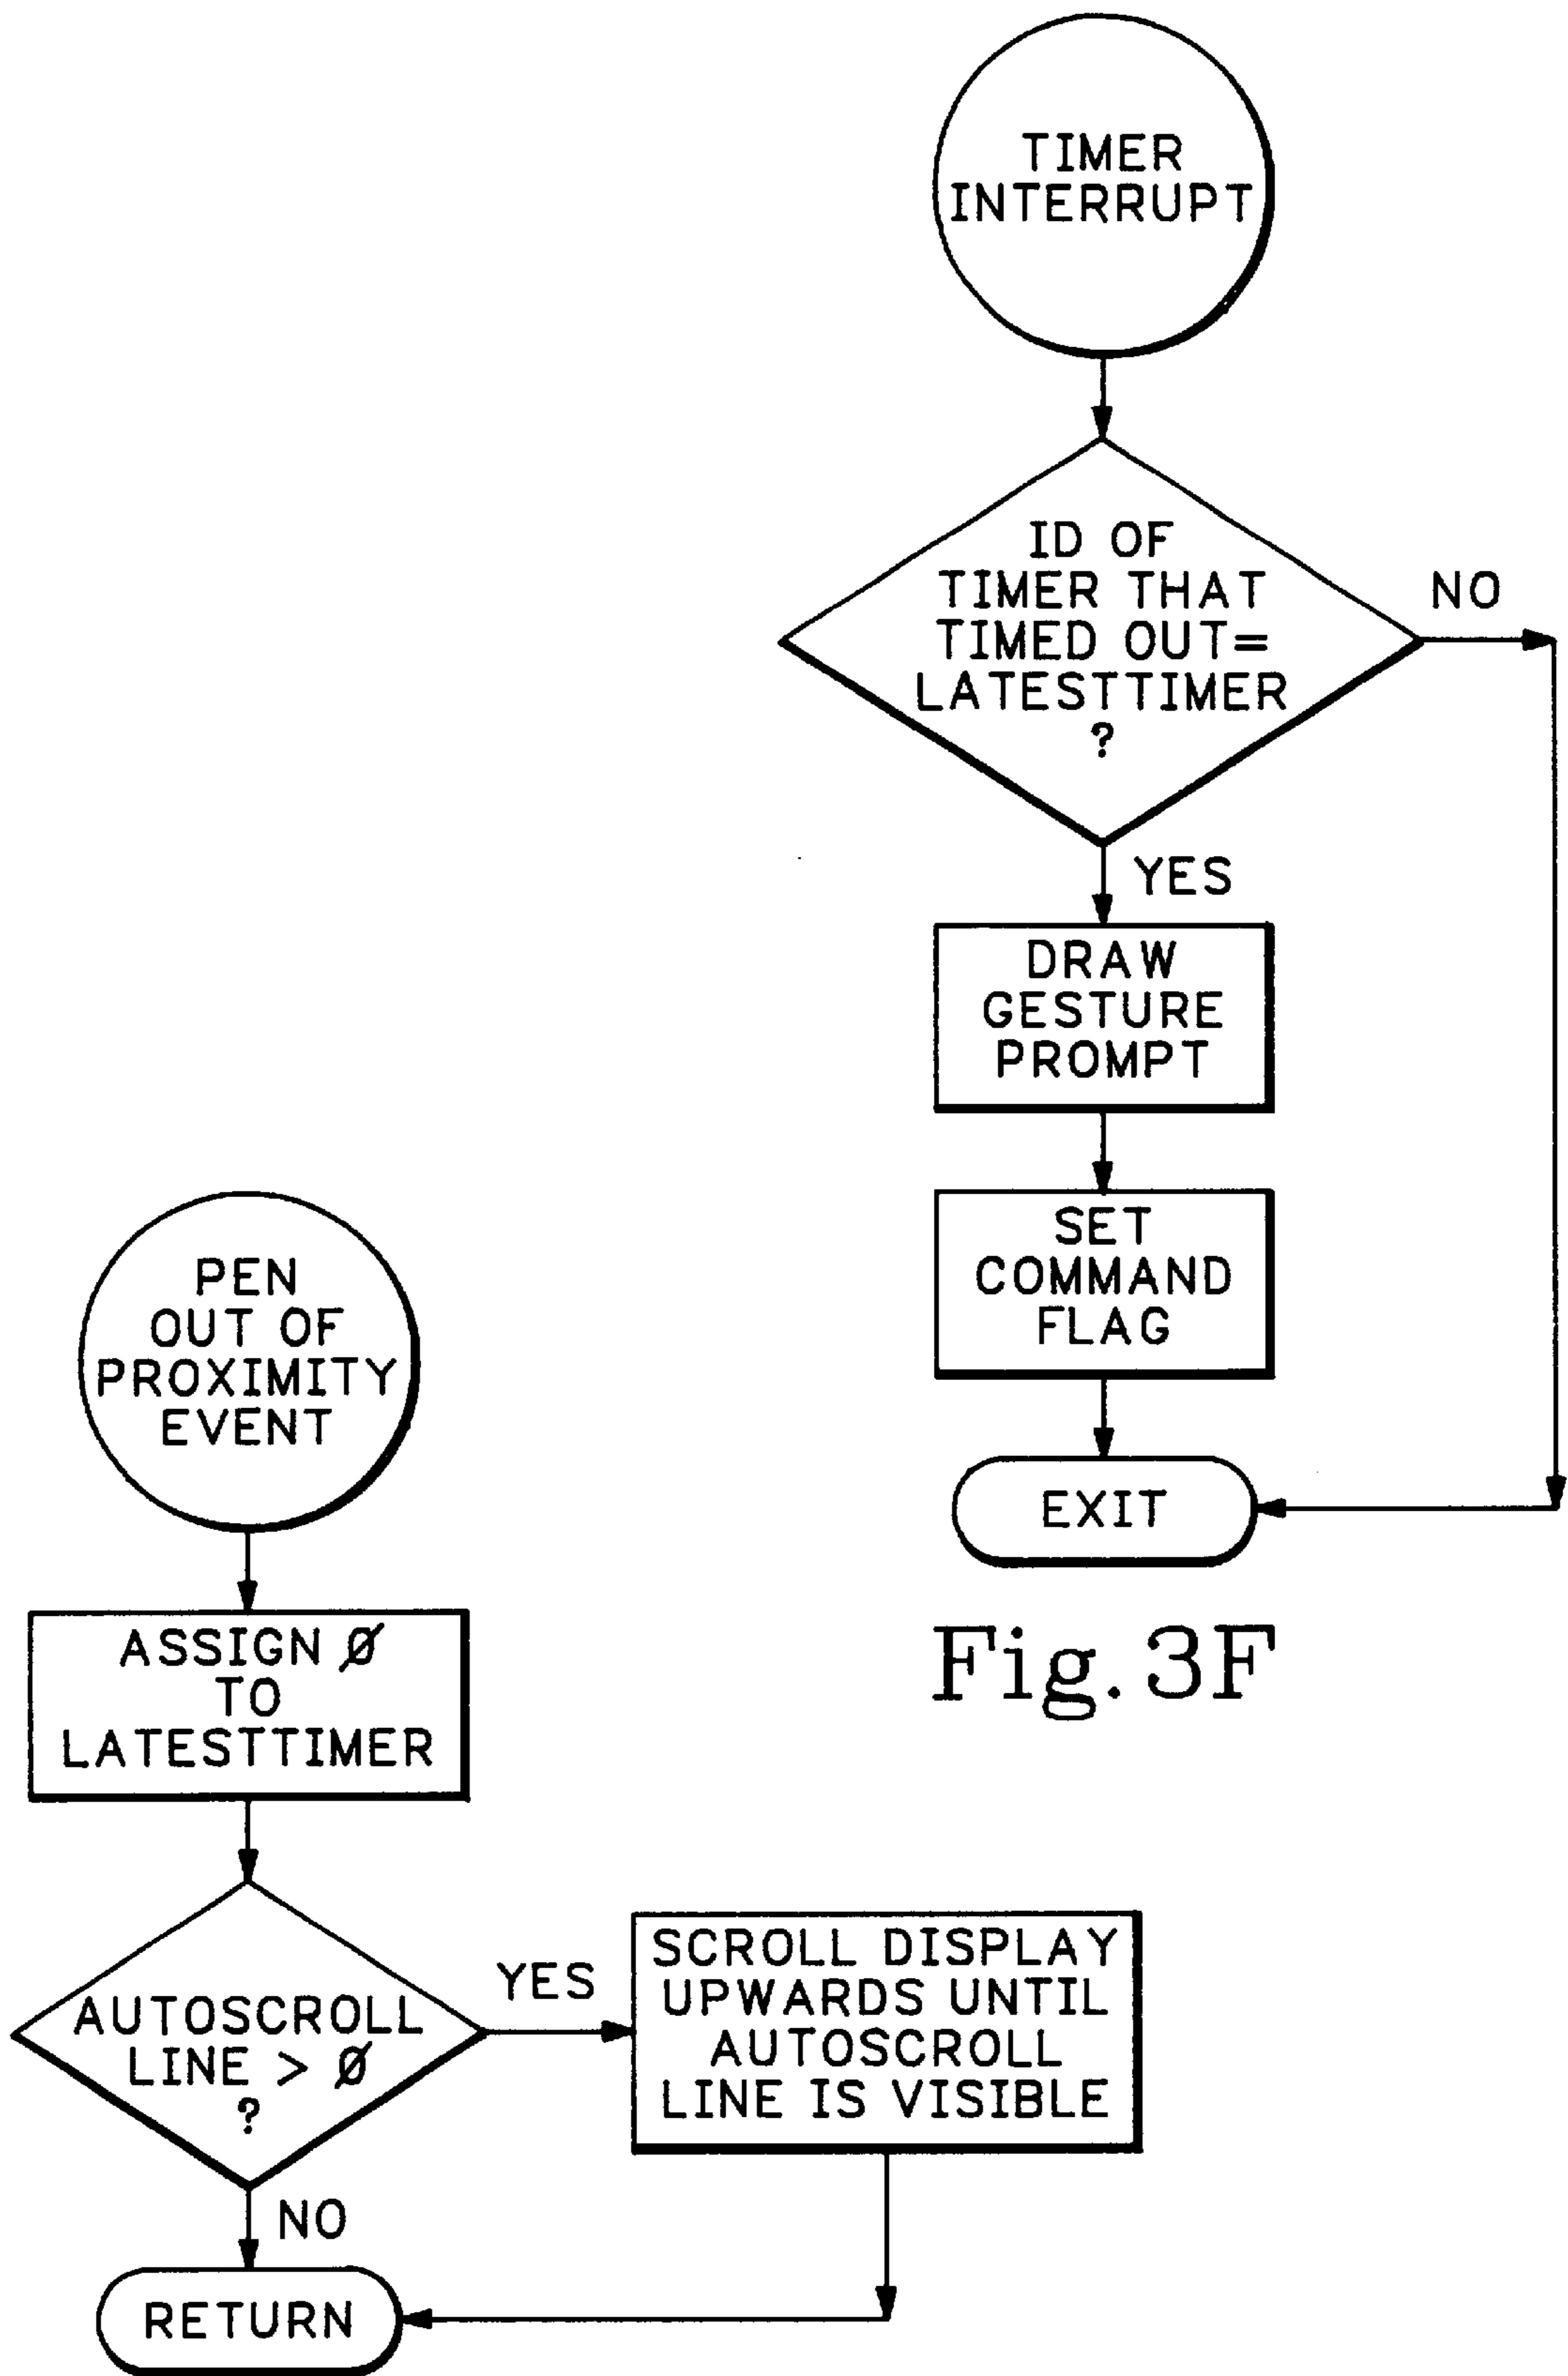 TIMER
INTERRUPT
ID OF
TIMER THAT
TIMED OUT=
LATESTTIMER
?
NO
YES
DRAW
GESTURE
PROMPT
SET
COMMAND
FLAG
EXIT
Fig. 3F
PEN
OUT OF
PROXIMITY
EVENT
ASSIGN Ø
TO
LATESTTIMER
AUTOSCROLL
LINE > Ø
?
YES
SCROLL DISPLAY
UPWARDS UNTIL
AUTOSCROLL
LINE IS VISIBLE
NO
RETURN